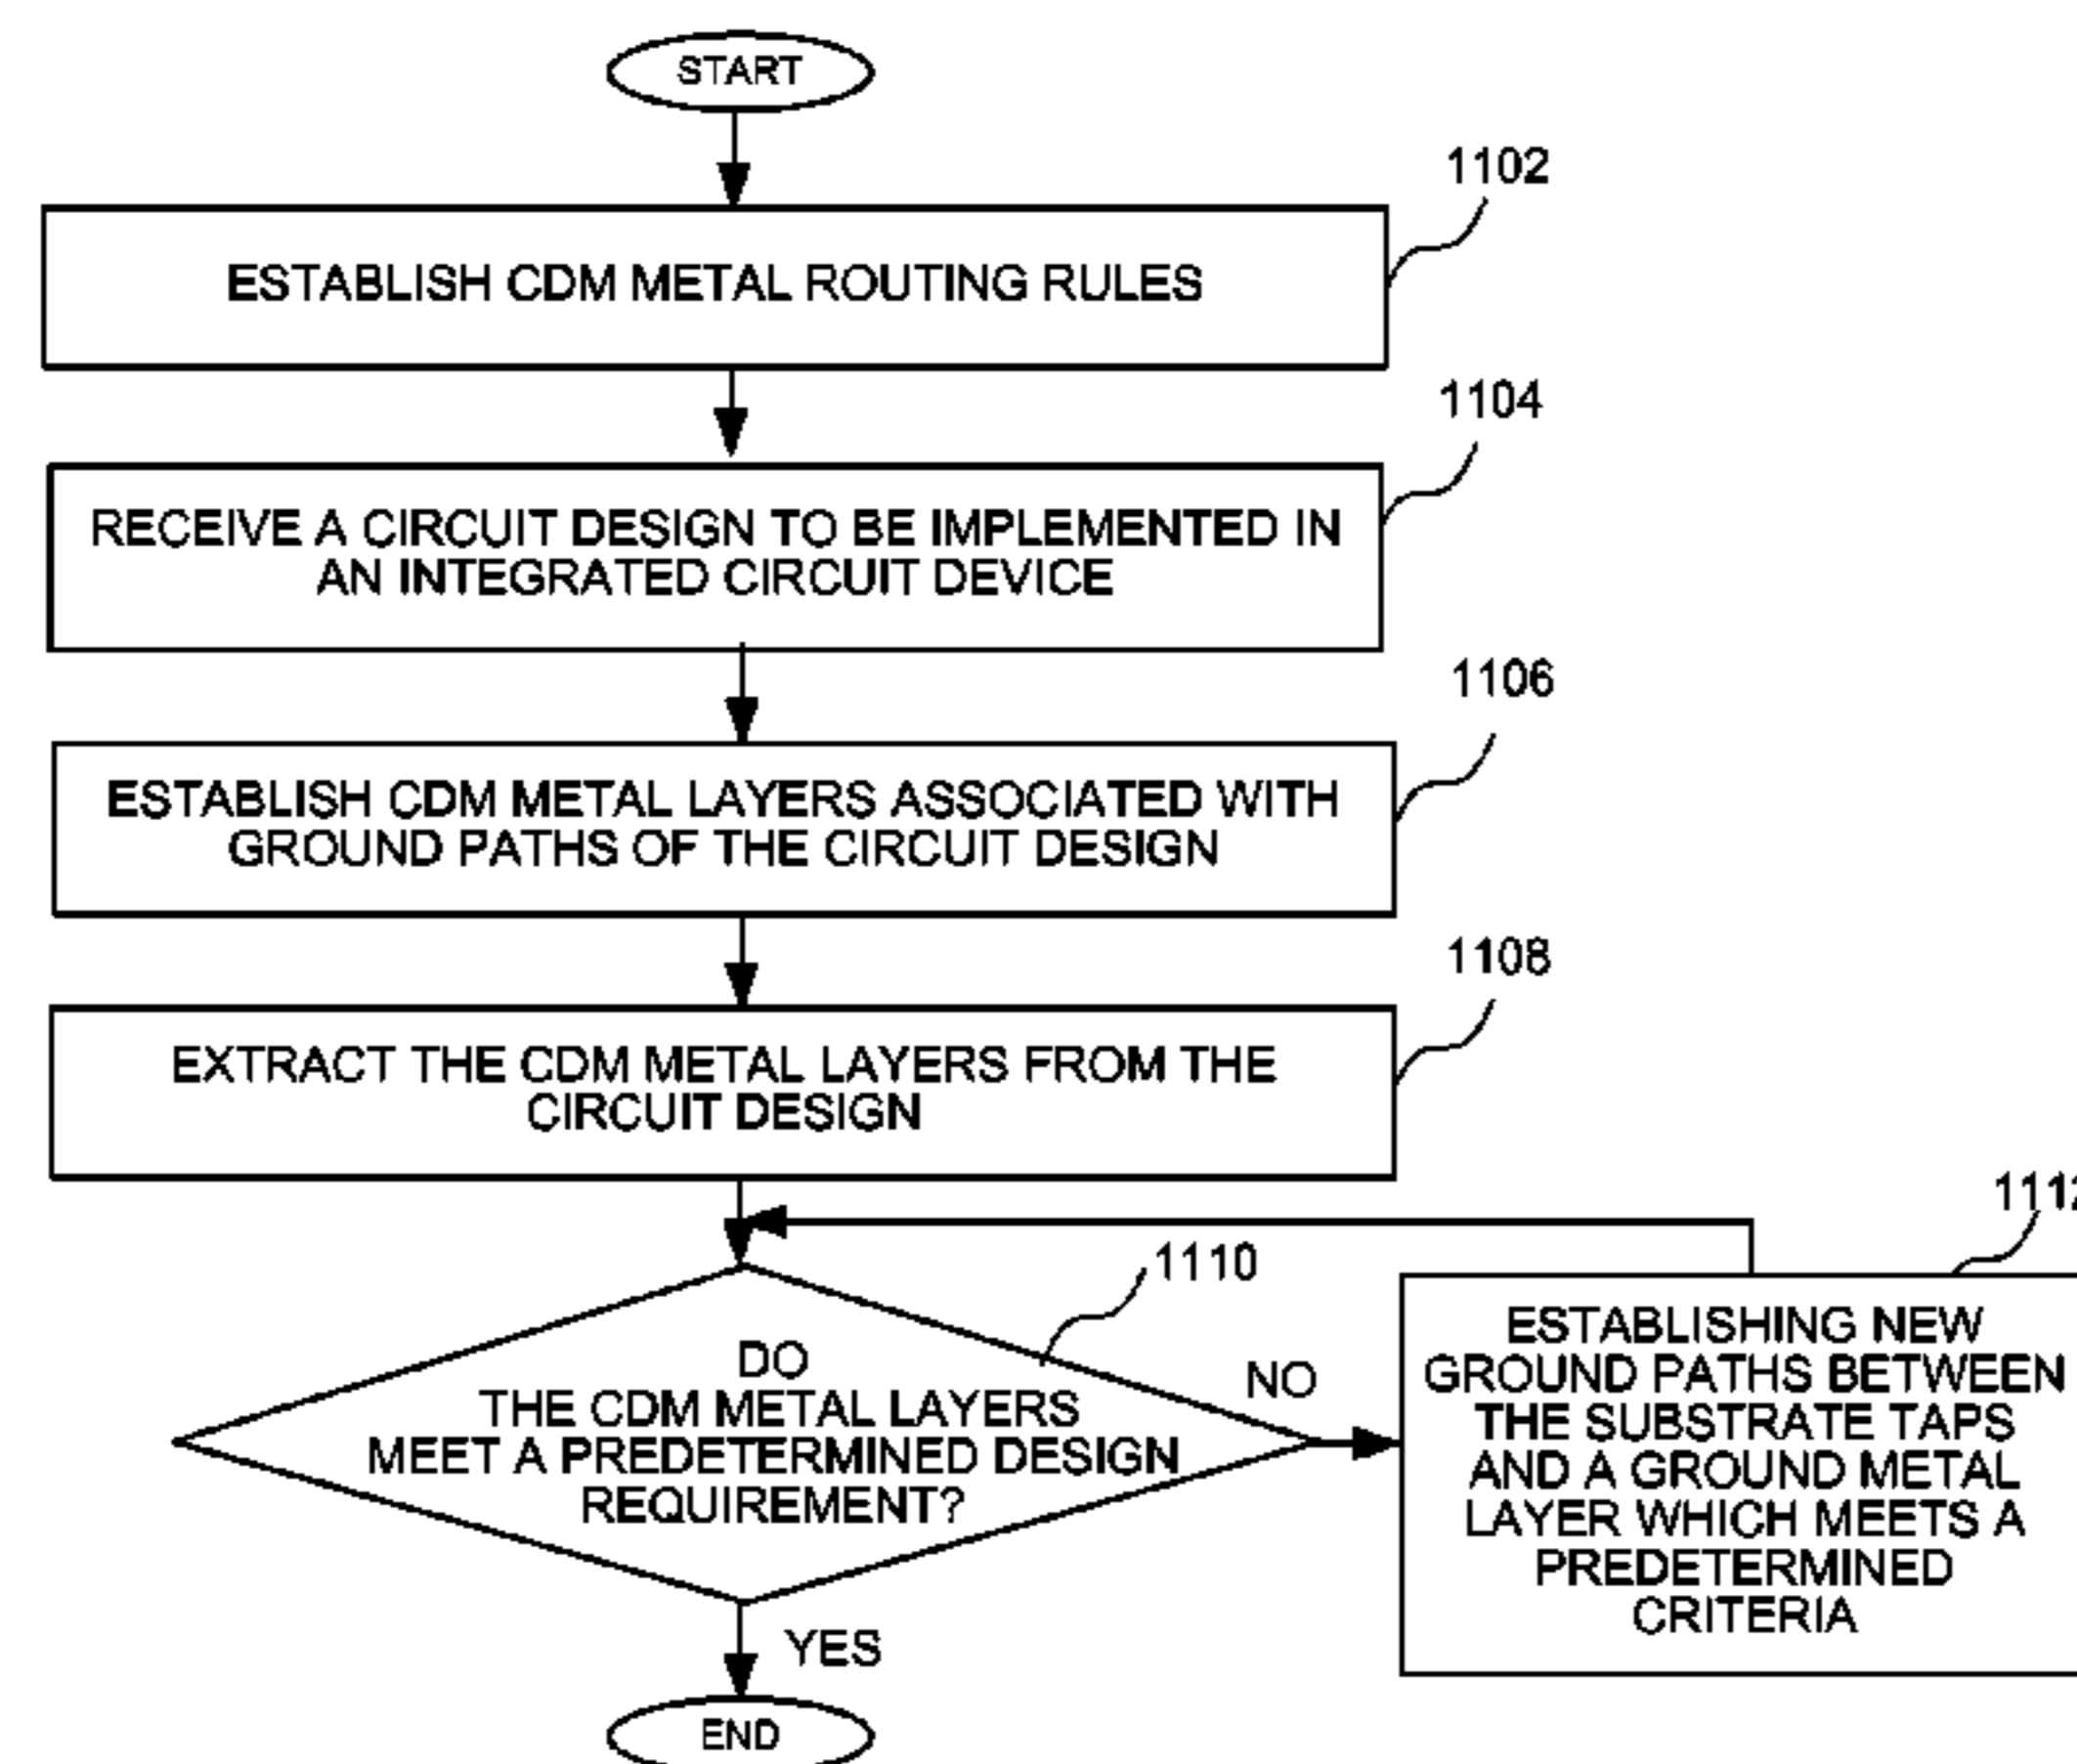 START
1102
ESTABLISH CDM METAL ROUTING RULES
1104
RECEIVE A CIRCUIT DESIGN TO BE IMPLEMENTED IN
AN INTEGRATED CIRCUIT DEVICE
1106
ESTABLISH CDM METAL LAYERS ASSOCIATED WITH
GROUND PATHS OF THE CIRCUIT DESIGN
1108
EXTRACT THE CDM METAL LAYERS FROM THE
CIRCUIT DESIGN
1110
DO
THE CDM METAL LAYERS
MEET A PREDETERMINED DESIGN
REQUIREMENT?
NO
1112
ESTABLISHING NEW
GROUND PATHS BETWEEN
THE SUBSTRATE TAPS
AND A GROUND METAL
LAYER WHICH MEETS A
PREDETERMINED
CRITERIA
YES
END